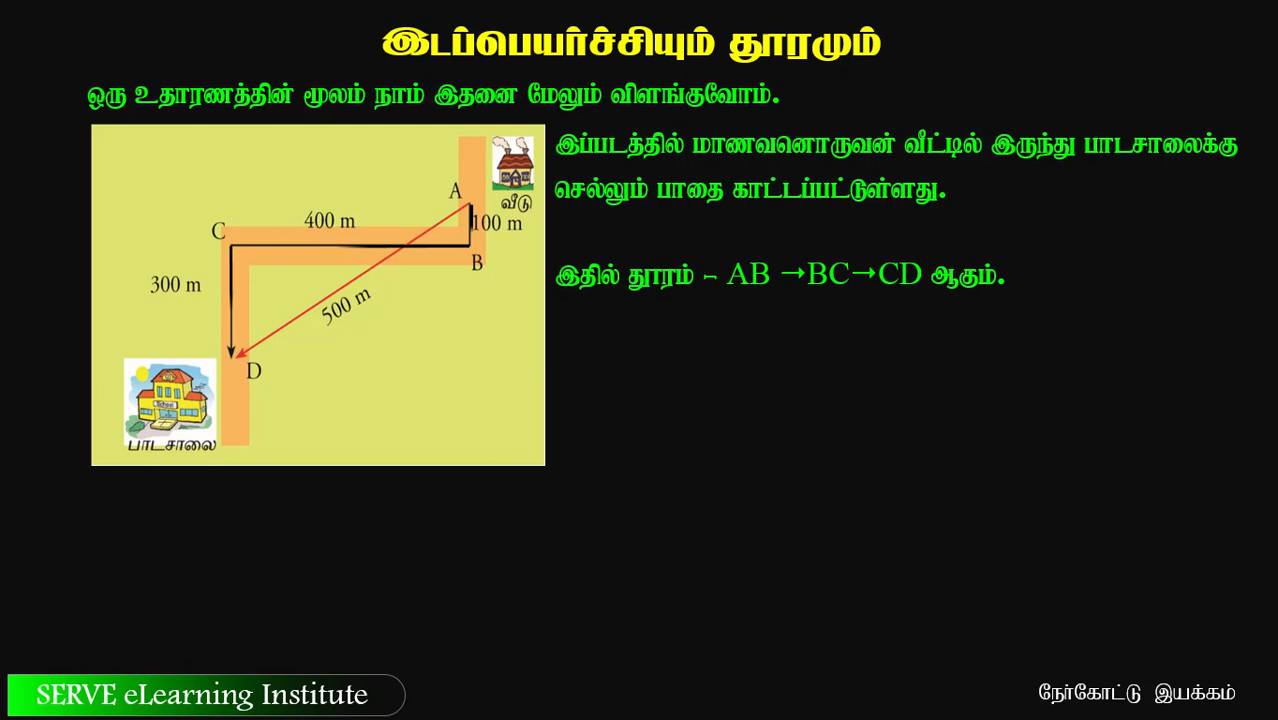 இடப்பெயர்ச்சியும் தூரமும்
ஒரு உதாரணத்தின் மூலம் நாம் இதனை மேலும் விளங்குவோம்.
இப்படத்தில் மாணவனொருவன் வீட்டில் இருந்து பாடசாலைக்கு
செல்லும் பாதை காட்டப்பட்டுள்ளது.
இதில் தூரம் – AB →BC→CD ஆகும்.
A
வீடு
400 m
100 m
C
B
300 m
500 m
D
School
பாடசாலை
SERVE eLearning Institute
நேர்கோட்டு இயக்கம்